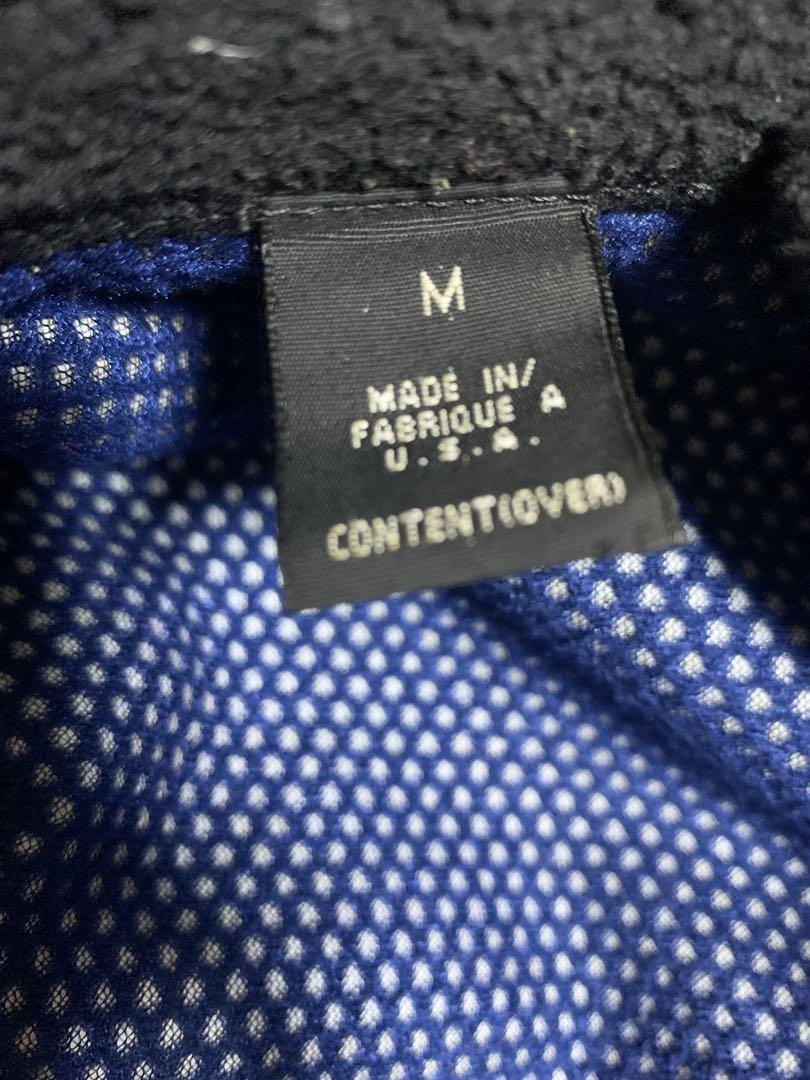 M
MADE IN/
FABRIQUE A
U.S.A.
CONTENT(OVER)